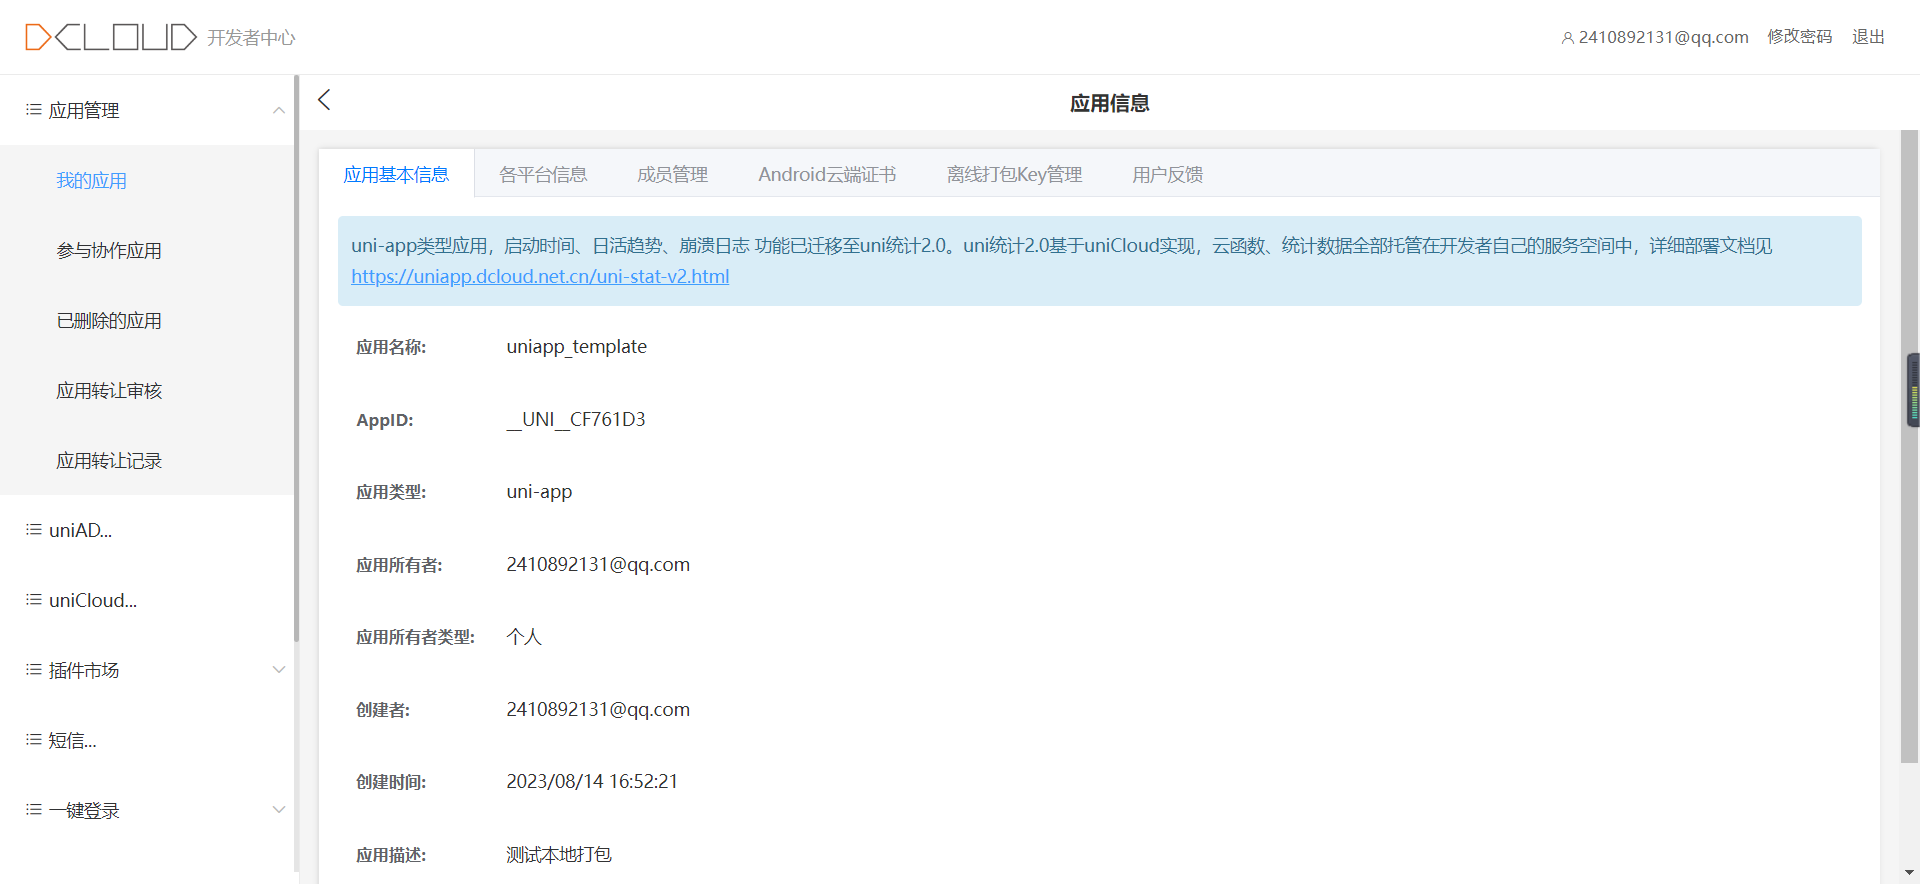 DCLOUD 开发者中心
2410892131@qq.com 修改密码 退出
应用管理
我的应用
参与协作应用
已删除的应用
应用转让审核
应用转让记录
uniAD...
uniCloud...
插件市场
短信...
一键登录
应用信息
应用基本信息 各平台信息 成员管理 Android云端证书 离线打包Key管理 用户反馈
uni-app类型应用，启动时间、日活趋势、崩溃日志 功能已迁移至uni统计2.0。uni统计2.0基于uniCloud实现，云函数、统计数据全部托管在开发者自己的服务空间中，详细部署文档见
https://uniapp.dcloud.net.cn/uni-stat-v2.html
应用名称: uniapp_template
AppID: __UNI__CF761D3
应用类型: uni-app
应用所有者: 2410892131@qq.com
应用所有者类型: 个人
创建者: 2410892131@qq.com
创建时间: 2023/08/14 16:52:21
应用描述: 测试本地打包